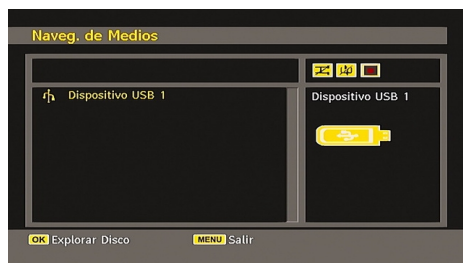 Naveg. de Medios
Dispositivo USB 1
Dispositivo USB 1
OK Explorar Disco
MENU Salir